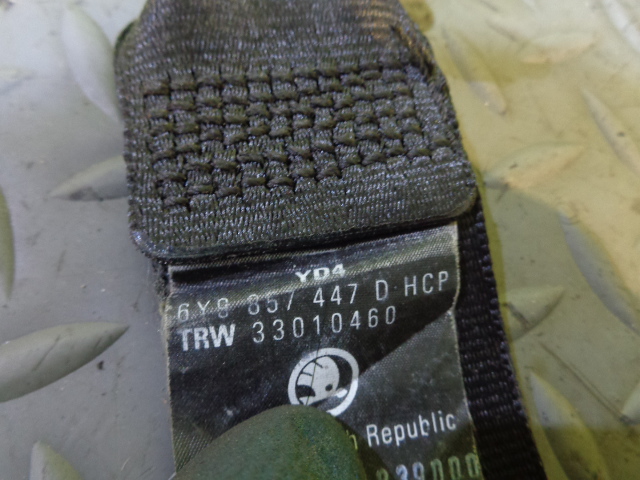 YD4
6Y8 857 447 D HCP
TRW 33010460
Republic